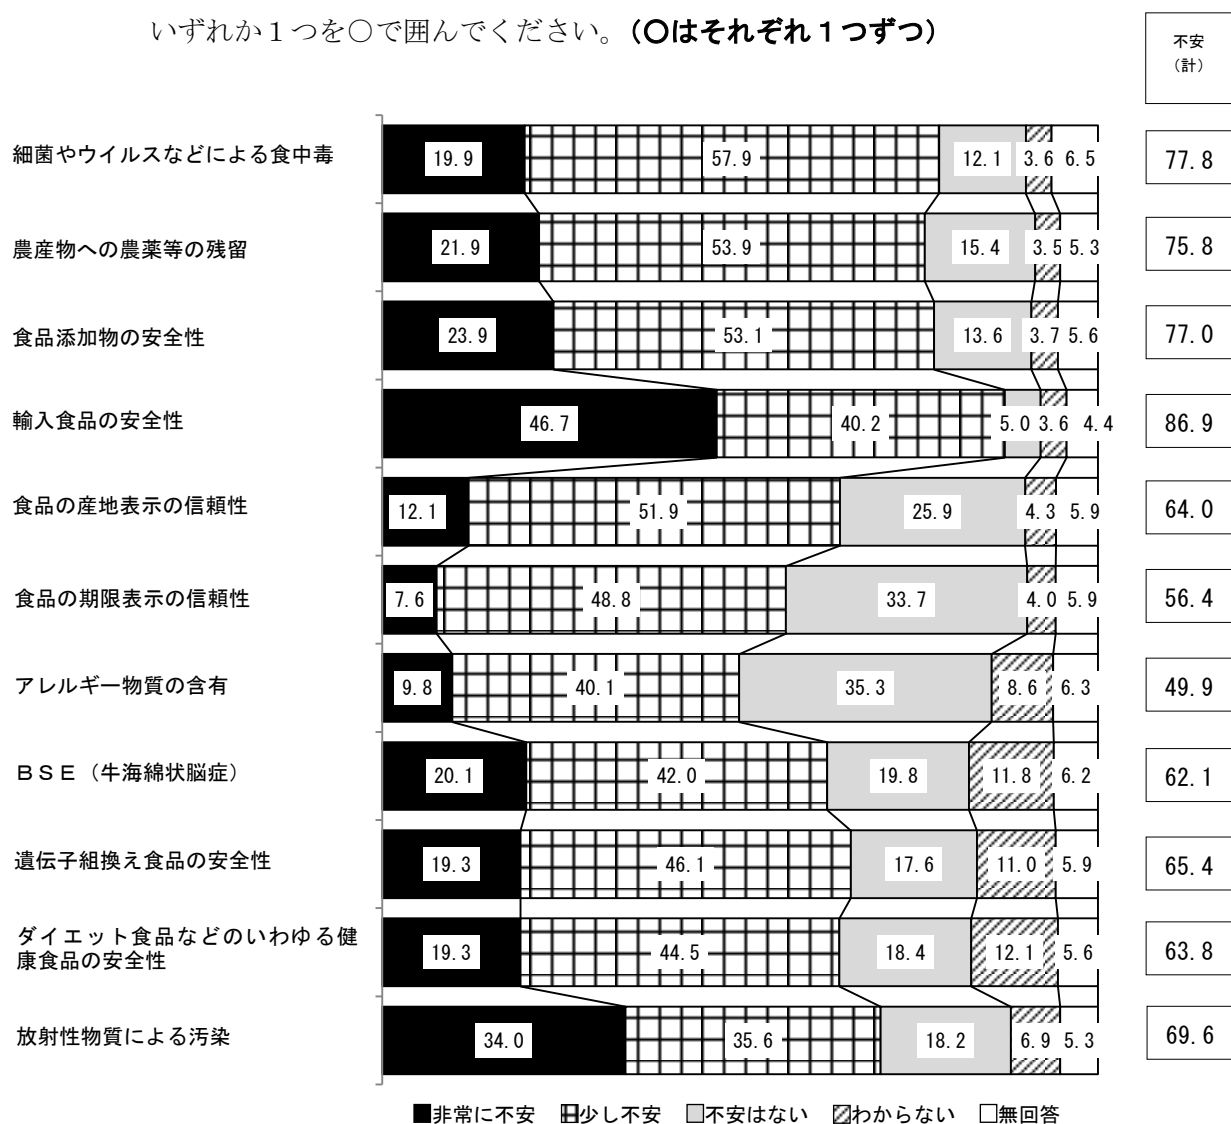 いずれか１つを〇で囲んでください。(〇はそれぞれ１つずつ)
不安
（計）
細菌やウイルスなどによる食中毒 19.9 57.9 12.1 3.6 6.5 77.8
農産物への農薬等の残留 21.9 53.9 15.4 3.5 5.3 75.8
食品添加物の安全性 23.9 53.1 13.6 3.7 5.6 77.0
輸入食品の安全性 46.7 40.2 5.0 3.6 4.4 86.9
食品の産地表示の信頼性 12.1 51.9 25.9 4.3 5.9 64.0
食品の期限表示の信頼性 7.6 48.8 33.7 4.0 5.9 56.4
アレルギー物質の含有 9.8 40.1 35.3 8.6 6.3 49.9
ＢＳＥ（牛海綿状脳症） 20.1 42.0 19.8 11.8 6.2 62.1
遺伝子組換え食品の安全性 19.3 46.1 17.6 11.0 5.9 65.4
ダイエット食品などのいわゆる健
康食品の安全性 19.3 44.5 18.4 12.1 5.6 63.8
放射性物質による汚染 34.0 35.6 18.2 6.9 5.3 69.6
非常に不安 少し不安 不安はない わからない 無回答